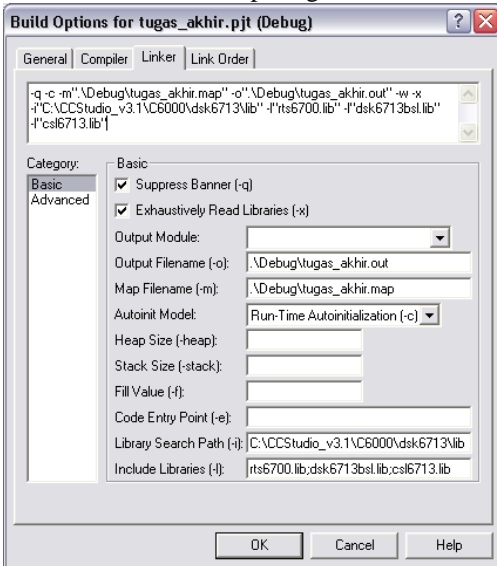 Build Options for tugas_akhir.pjt (Debug)
General Compiler Linker Link Order
-q -c -m".\Debug\tugas_akhir.map" -o".\Debug\tugas_akhir.out" -w -x
-i"C:\CCStudio_v3.1\C6000\dsk6713\lib" -l"rts6700.lib" -l"dsk6713bsl.lib"
-l"csl6713.lib"
Category:
Basic
Advanced
Basic
Suppress Banner (-q)
Exhaustively Read Libraries (-x)
Output Module:
Output Filename (-o): .\Debug\tugas_akhir.out
Map Filename (-m): .\Debug\tugas_akhir.map
Autoinit Model: Run-Time Autoinitialization (-c)
Heap Size (-heap):
Stack Size (-stack):
Fill Value (-f):
Code Entry Point (-e):
Library Search Path (-i): C:\CCStudio_v3.1\C6000\dsk6713\lib
Include Libraries (-l): rts6700.lib;dsk6713bsl.lib;csl6713.lib
OK Cancel Help